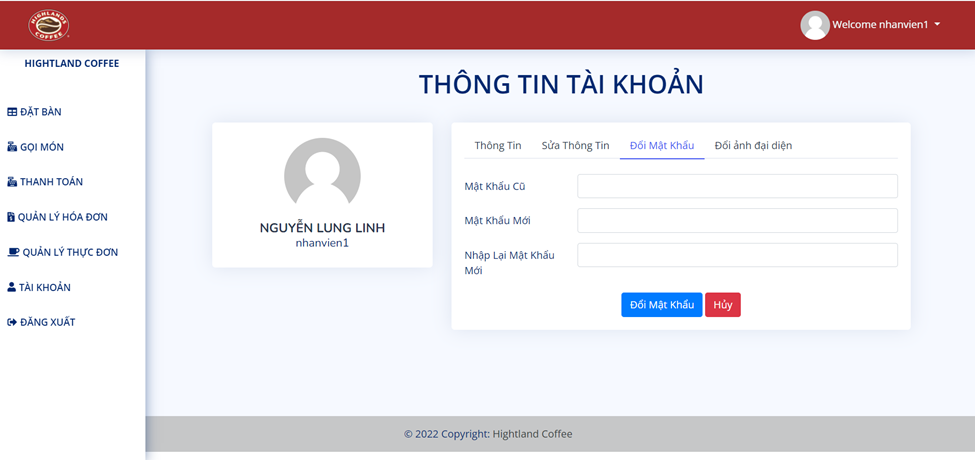 HIGHLANDS
COFFEE
Welcome nhanvien1
HIGHTLAND COFFEE
ĐẶT BÀN
GỌI MÓN
THANH TOÁN
QUẢN LÝ HÓA ĐƠN
QUẢN LÝ THỰC ĐƠN
TÀI KHOẢN
ĐĂNG XUẤT
THÔNG TIN TÀI KHOẢN
NGUYỄN LUNG LINH
nhanvien1
Thông Tin Sửa Thông Tin Đổi Mật Khẩu Đổi ảnh đại diện
Mật Khẩu Cũ
Mật Khẩu Mới
Nhập Lại Mật Khẩu
Mới
Đổi Mật Khẩu Hủy
© 2022 Copyright: Hightland Coffee